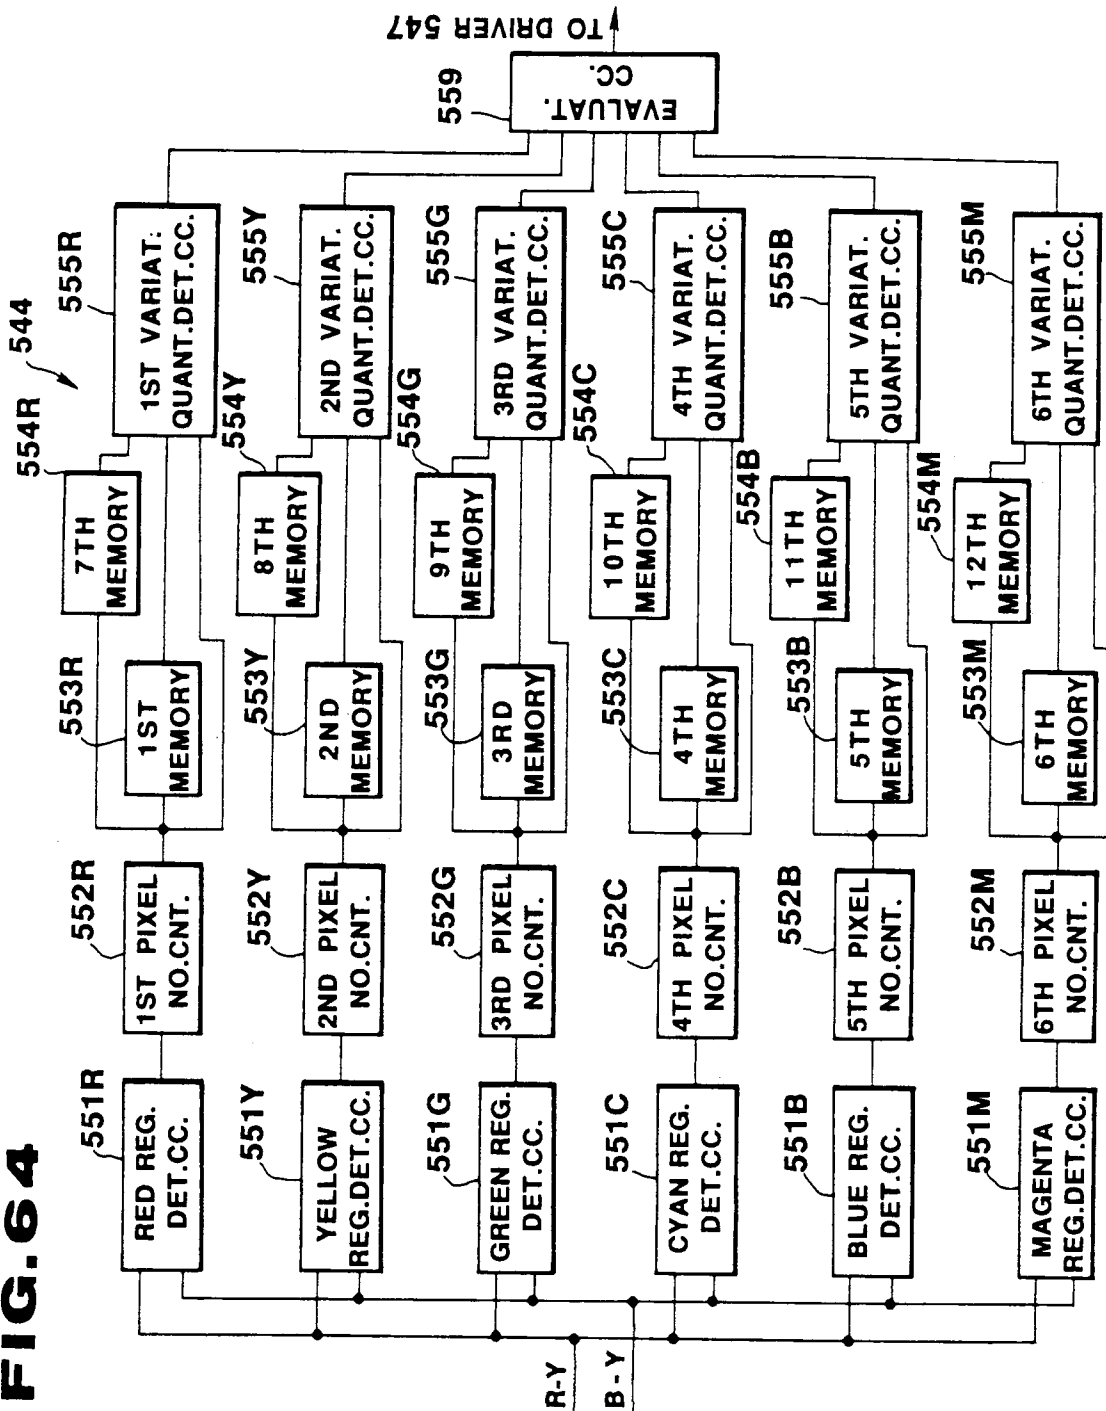 FIG.64
544
R-Y
B-Y
551R
RED REG.
DET.CC.
552R
1ST PIXEL
NO.CNT.
553R
1ST
MEMORY
554R
7TH
MEMORY
555R
1ST VARIAT.
QUANT.DET.CC.
551Y
YELLOW
REG.DET.CC.
552Y
2ND PIXEL
NO.CNT.
553Y
2ND
MEMORY
554Y
8TH
MEMORY
555Y
2ND VARIAT.
QUANT.DET.CC.
551G
GREEN REG.
DET.CC.
552G
3RD PIXEL
NO.CNT.
553G
3RD
MEMORY
554G
9TH
MEMORY
555G
3RD VARIAT.
QUANT.DET.CC.
551C
CYAN REG.
DET.CC.
552C
4TH PIXEL
NO.CNT.
553C
4TH
MEMORY
554C
10TH
MEMORY
555C
4TH VARIAT.
QUANT.DET.CC.
551B
BLUE REG.
DET.CC.
552B
5TH PIXEL
NO.CNT.
553B
5TH
MEMORY
554B
11TH
MEMORY
555B
5TH VARIAT.
QUANT.DET.CC.
551M
MAGENTA
REG.DET.CC.
552M
6TH PIXEL
NO.CNT.
553M
6TH
MEMORY
554M
12TH
MEMORY
555M
6TH VARIAT.
QUANT.DET.CC.
559
EVALUAT.
CC.
TO DRIVER 547